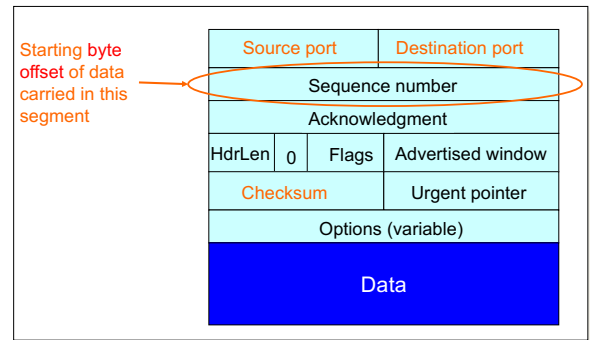 Starting byte
offset of data
carried in this
segment
Source port Destination port
Sequence number
Acknowledgment
HdrLen 0 Flags Advertised window
Checksum Urgent pointer
Options (variable)
Data